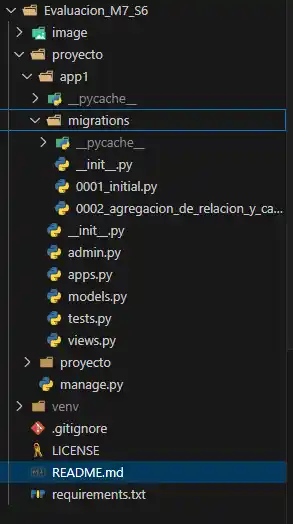 Evaluacion_M7_S6
image
proyecto
app1
__pycache__
migrations
__pycache__
__init__.py
0001_initial.py
0002_agregacion_de_relacion_y_ca...
__init__.py
admin.py
apps.py
models.py
tests.py
views.py
proyecto
manage.py
venv
.gitignore
LICENSE
README.md
requirements.txt